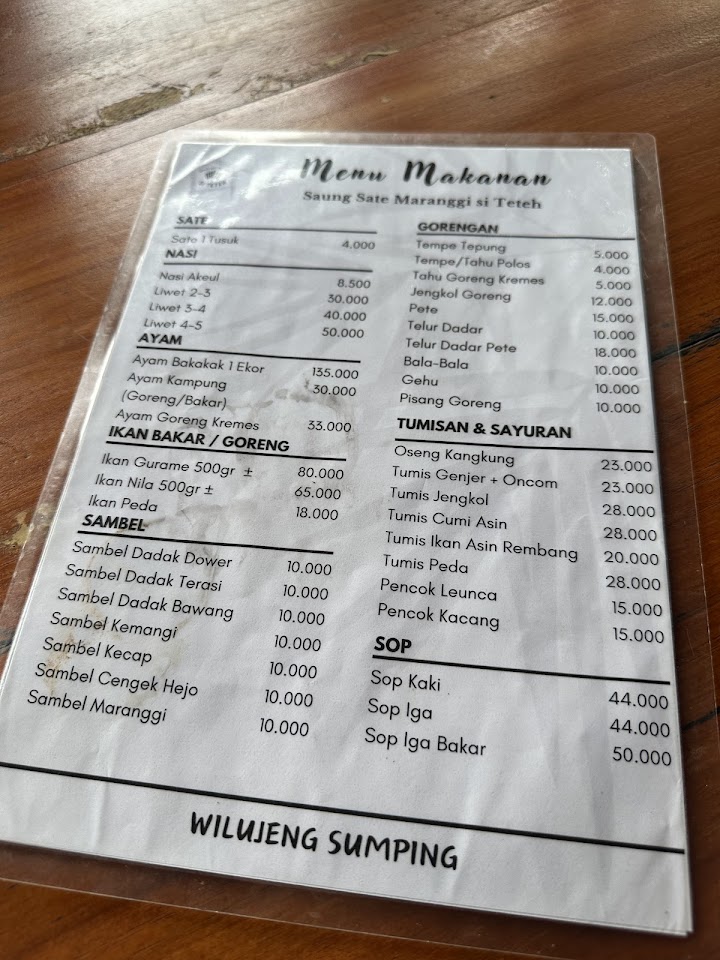 Menu Makanan
Saung Sate Maranggi si Teteh
SATE
Sate 1 Tusuk 4.000
NASI
Nasi Akeul 8.500
Liwet 2-3 30.000
Liwet 3-4 40.000
Liwet 4-5 50.000
AYAM
Ayam Bakakak 1 Ekor 135.000
Ayam Kampung 30.000
(Goreng/Bakar)
Ayam Goreng Kremes 33.000
IKAN BAKAR / GORENG
Ikan Gurame 500gr ± 80.000
Ikan Nila 500gr ± 65.000
Ikan Peda 18.000
SAMBEL
Sambel Dadak Dower 10.000
Sambel Dadak Terasi 10.000
Sambel Dadak Bawang 10.000
Sambel Kemangi 10.000
Sambel Kecap 10.000
Sambel Cengek Hejo 10.000
Sambel Maranggi 10.000
GORENGAN
Tempe Tepung 5.000
Tempe/Tahu Polos 4.000
Tahu Goreng Kremes 5.000
Jengkol Goreng 12.000
Pete 15.000
Telur Dadar 10.000
Telur Dadar Pete 18.000
Bala-Bala 10.000
Gehu 10.000
Pisang Goreng 10.000
TUMISAN & SAYURAN
Oseng Kangkung 23.000
Tumis Genjer + Oncom 23.000
Tumis Jengkol 28.000
Tumis Cumi Asin 28.000
Tumis Ikan Asin Rembang 20.000
Tumis Peda 28.000
Pencok Leunca 15.000
Pencok Kacang 15.000
SOP
Sop Kaki 44.000
Sop Iga 44.000
Sop Iga Bakar 50.000
WILUJENG SUMPING